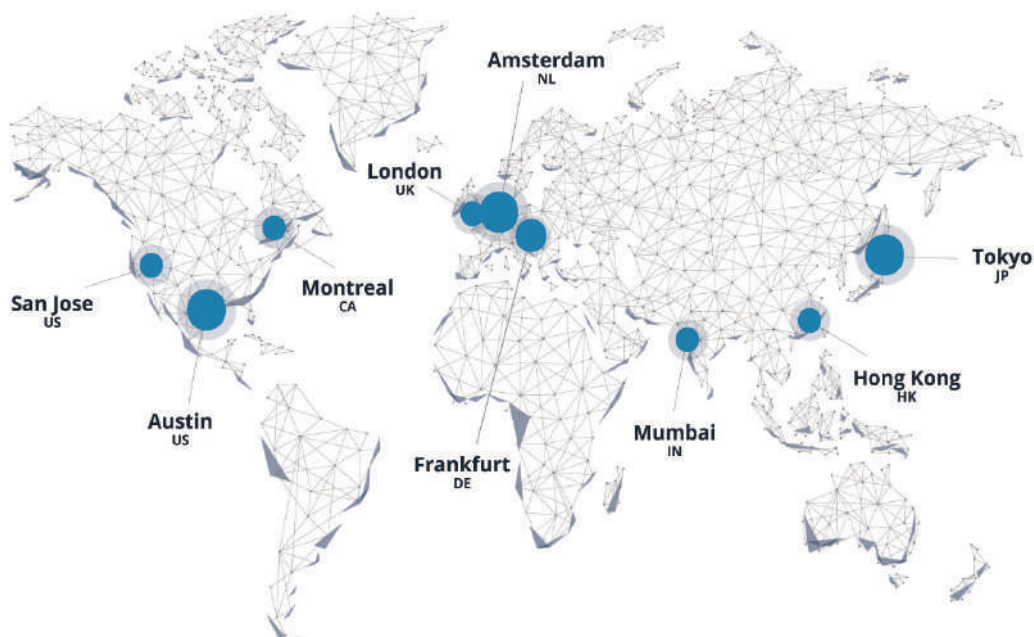 Amsterdam
NL
London
UK
San Jose
US
Montreal
CA
Tokyo
JP
Austin
US
Frankfurt
DE
Mumbai
IN
Hong Kong
HK